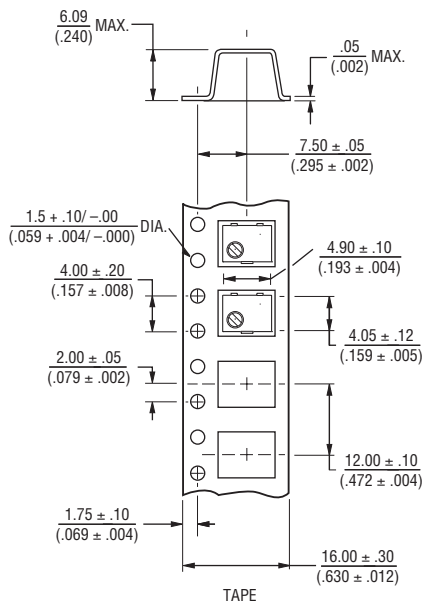 6.09 MAX.
(.240)
.05 MAX.
(.002)
7.50 ± .05
(.295 ± .002)
1.5 + .10/ –.00 DIA.
(.059 + .004/ –.000)
4.90 ± .10
(.193 ± .004)
4.00 ± .20
(.157 ± .008)
4.05 ± .12
(.159 ± .005)
2.00 ± .05
(.079 ± .002)
12.00 ± .10
(.472 ± .004)
1.75 ± .10
(.069 ± .004)
16.00 ± .30
(.630 ± .012)
TAPE